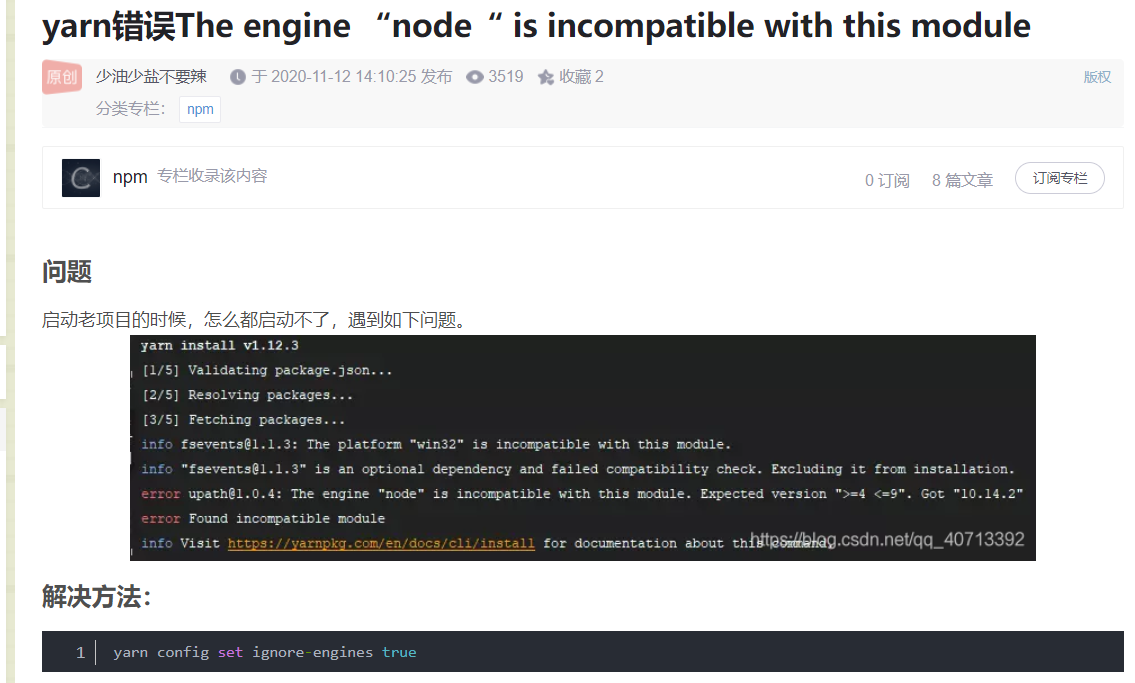 yarn错误The engine “node “ is incompatible with this module
原创 少油少盐不要辣 于 2020-11-12 14:10:25 发布 3519 收藏 2 版权
分类专栏： npm
C npm 专栏收录该内容 0 订阅 8 篇文章 订阅专栏
问题
启动老项目的时候，怎么都启动不了，遇到如下问题。
yarn install v1.12.3
[1/5] Validating package.json...
[2/5] Resolving packages...
[3/5] Fetching packages...
info fsevents@1.1.3: The platform "win32" is incompatible with this module.
info "fsevents@1.1.3" is an optional dependency and failed compatibility check. Excluding it from installation.
error upath@1.0.4: The engine "node" is incompatible with this module. Expected version ">=4 <=9". Got "10.14.2"
error Found incompatible module
info Visit https://yarnpkg.com/en/docs/cli/install for documentation about this command.
https://blog.csdn.net/qq_40713392
解决方法：
1 yarn config set ignore-engines true